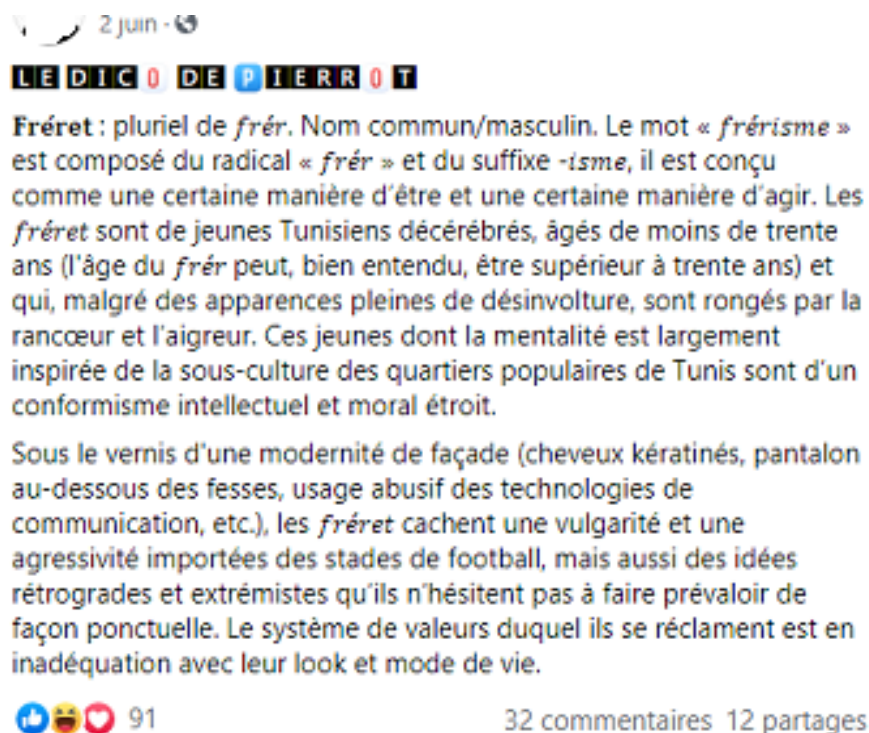 2 juin
LE DICO DE PIERROT
Fréret : pluriel de frér. Nom commun/masculin. Le mot « frérisme »
est composé du radical « frér » et du suffixe -isme, il est conçu
comme une certaine manière d'être et une certaine manière d'agir. Les
fréret sont de jeunes Tunisiens décérébrés, âgés de moins de trente
ans (l'âge du frér peut, bien entendu, être supérieur à trente ans) et
qui, malgré des apparences pleines de désinvolture, sont rongés par la
rancœur et l'aigreur. Ces jeunes dont la mentalité est largement
inspirée de la sous-culture des quartiers populaires de Tunis sont d'un
conformisme intellectuel et moral étroit.
Sous le vernis d'une modernité de façade (cheveux kératinés, pantalon
au-dessous des fesses, usage abusif des technologies de
communication, etc.), les fréret cachent une vulgarité et une
agressivité importées des stades de football, mais aussi des idées
rétrogrades et extrémistes qu'ils n'hésitent pas à faire prévaloir de
façon ponctuelle. Le système de valeurs duquel ils se réclament est en
inadéquation avec leur look et mode de vie.
91 32 commentaires 12 partages